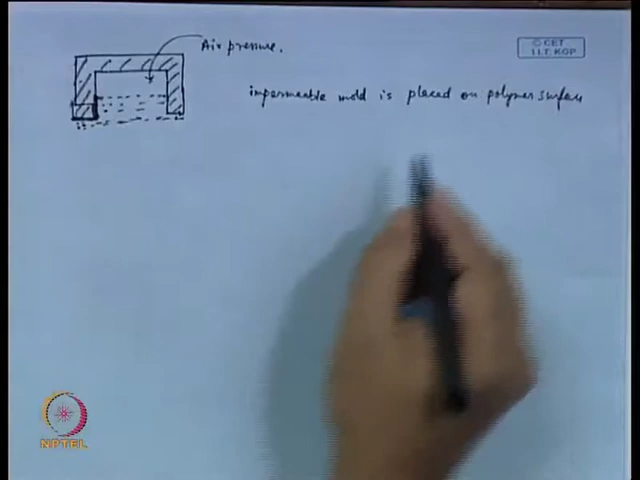 Air pressure.
© CET
I.I.T. KGP
impermeable mold is placed on polymer surface
NPTEL